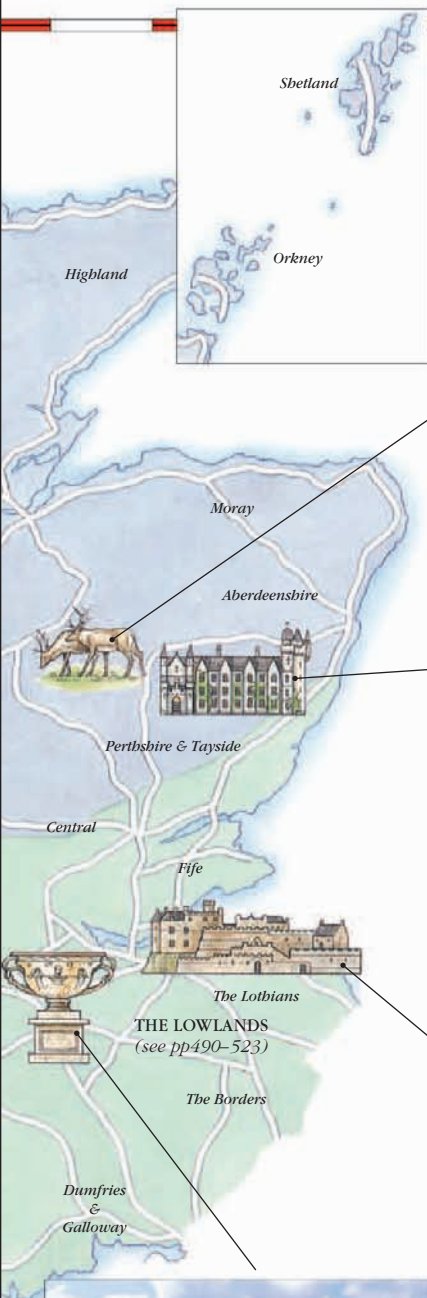 Shetland
Orkney
Highland
Moray
Aberdeenshire
Perthshire & Tayside
Central
Fife
The Lothians
THE LOWLANDS
(see pp490–523)
The Borders
Dumfries
&
Galloway